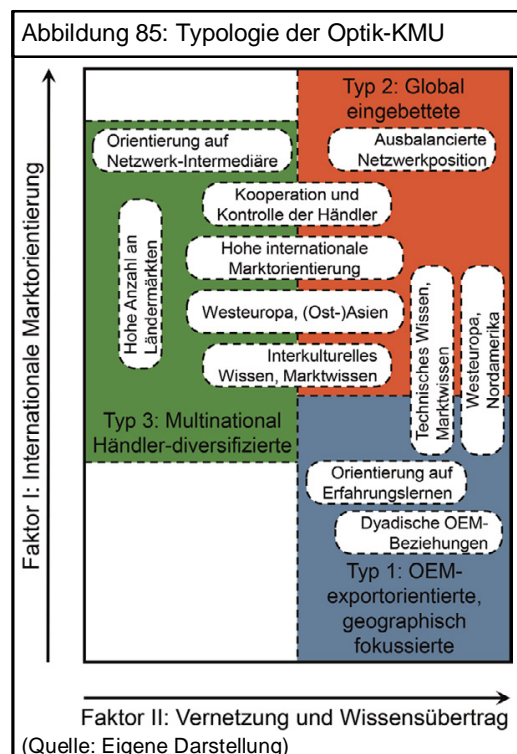 Abbildung 85: Typologie der Optik-KMU
Faktor I: Internationale Marktorientierung
Typ 2: Global
eingebettete
Orientierung auf
Netzwerk-Intermediäre
Ausbalancierte
Netzwerkposition
Kooperation und
Kontrolle der Händler
Hohe Anzahl an
Ländermärkten
Hohe internationale
Marktorientierung
Westeuropa, (Ost-)Asien
Interkulturelles
Wissen, Marktwissen
Technisches Wissen,
Marktwissen
Westeuropa,
Nordamerika
Typ 3: Multinational
Händler-diversifizierte
Orientierung auf
Erfahrungslernen
Dyadische OEM-
Beziehungen
Typ 1: OEM-
exportorientierte,
geographisch
fokussierte
Faktor II: Vernetzung und Wissensübertrag
(Quelle: Eigene Darstellung)